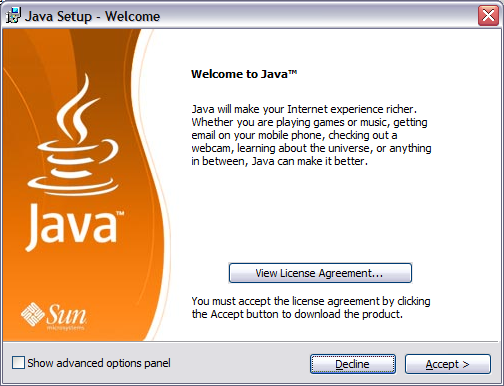 Java Setup - Welcome
Welcome to Java™
Java will make your Internet experience richer.
Whether you are playing games or music, getting
email on your mobile phone, checking out a
webcam, learning about the universe, or anything
in between, Java can make it better.
Java™
View License Agreement...
You must accept the license agreement by clicking
the Accept button to download the product.
Sun
microsystems
Show advanced options panel
Decline
Accept >